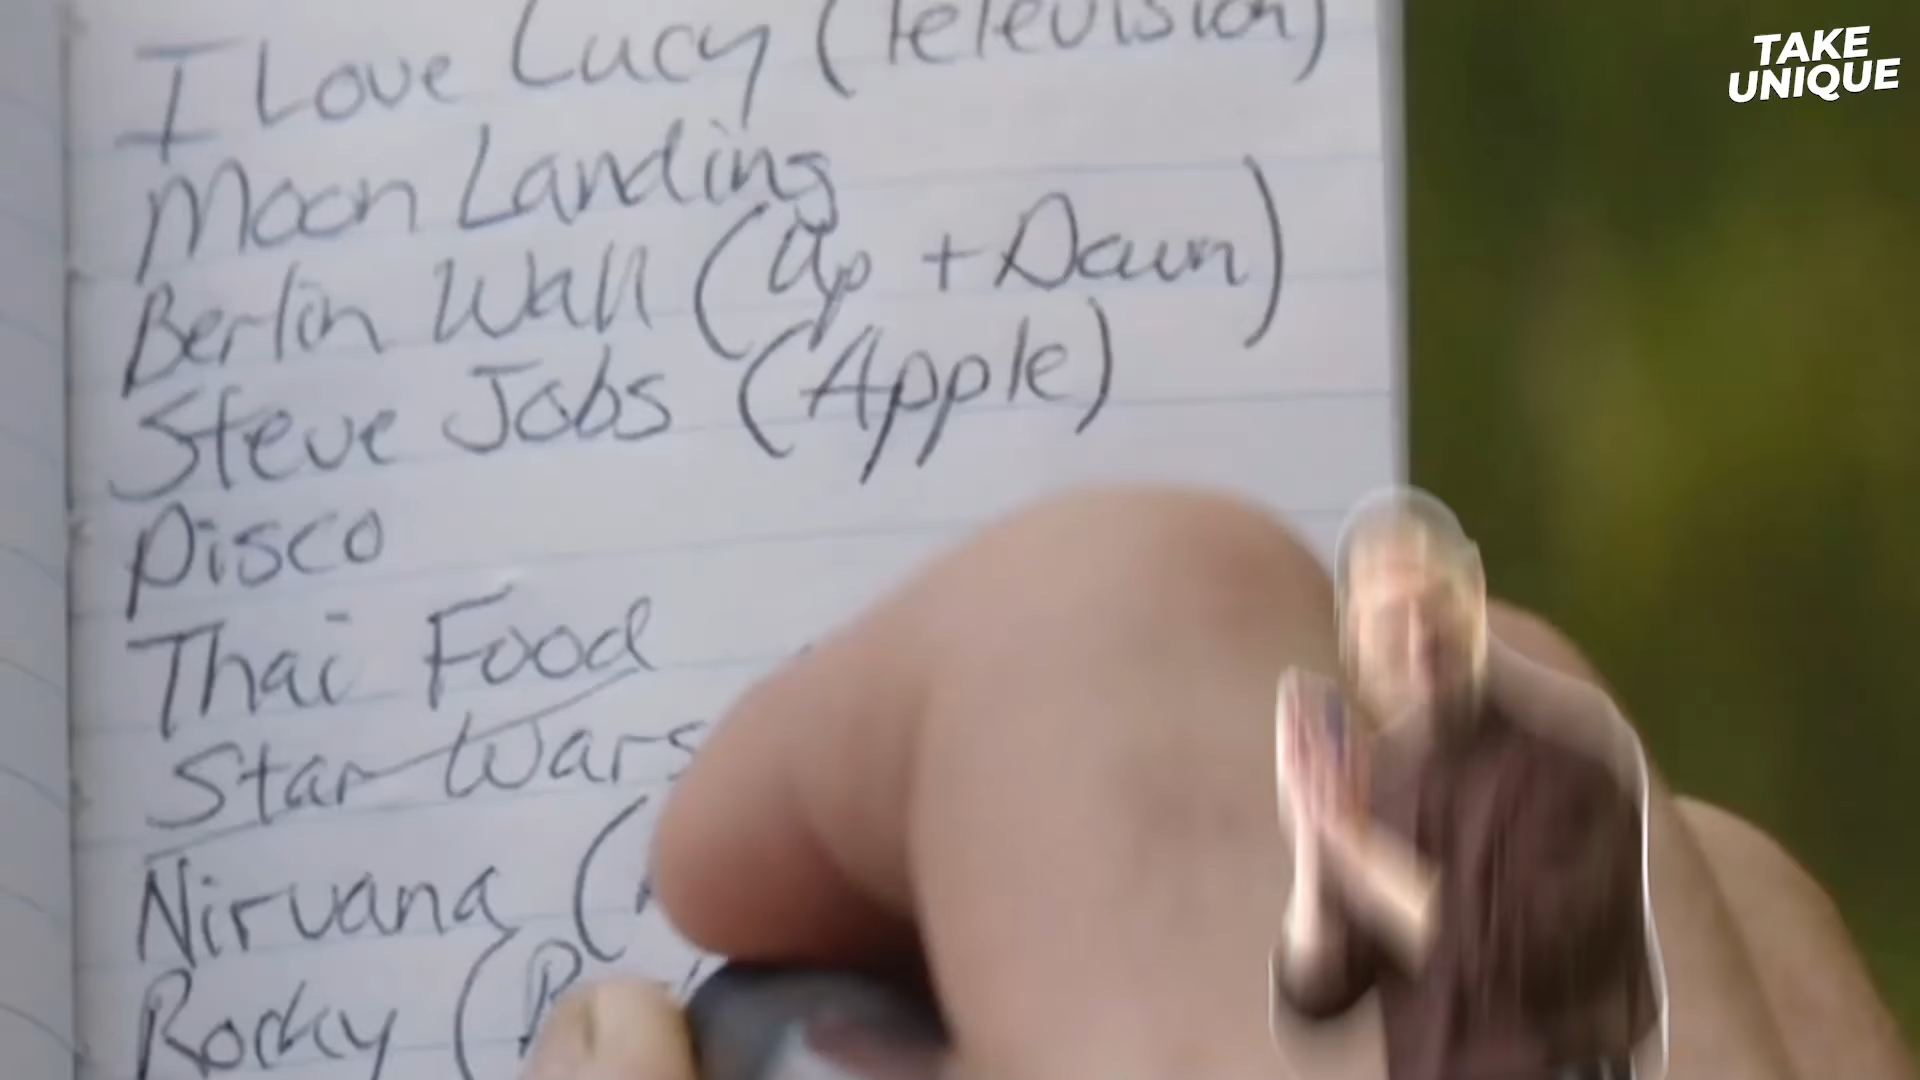 I Love Lucy (Television)
Moon Landing
Berlin Wall (Up + Down)
Steve Jobs (Apple)
Disco
Thai Food
Star Wars
Nirvana (
Rocky (
TAKE
UNIQUE